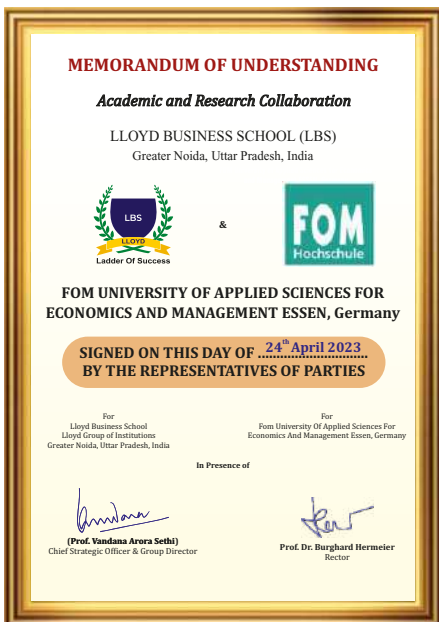 MEMORANDUM OF UNDERSTANDING
Academic and Research Collaboration
LLOYD BUSINESS SCHOOL (LBS)
Greater Noida, Uttar Pradesh, India
LBS
LLOYD
Ladder Of Success
&
FOM
Hochschule
FOM UNIVERSITY OF APPLIED SCIENCES FOR
ECONOMICS AND MANAGEMENT ESSEN, Germany
SIGNED ON THIS DAY OF 24th April 2023
BY THE REPRESENTATIVES OF PARTIES
For
Lloyd Business School
Lloyd Group of Institutions
Greater Noida, Uttar Pradesh, India
For
Fom University Of Applied Sciences For
Economics And Management Essen, Germany
In Presence of
(Prof. Vandana Arora Sethi)
Chief Strategic Officer & Group Director
Prof. Dr. Burghard Hermeier
Rector